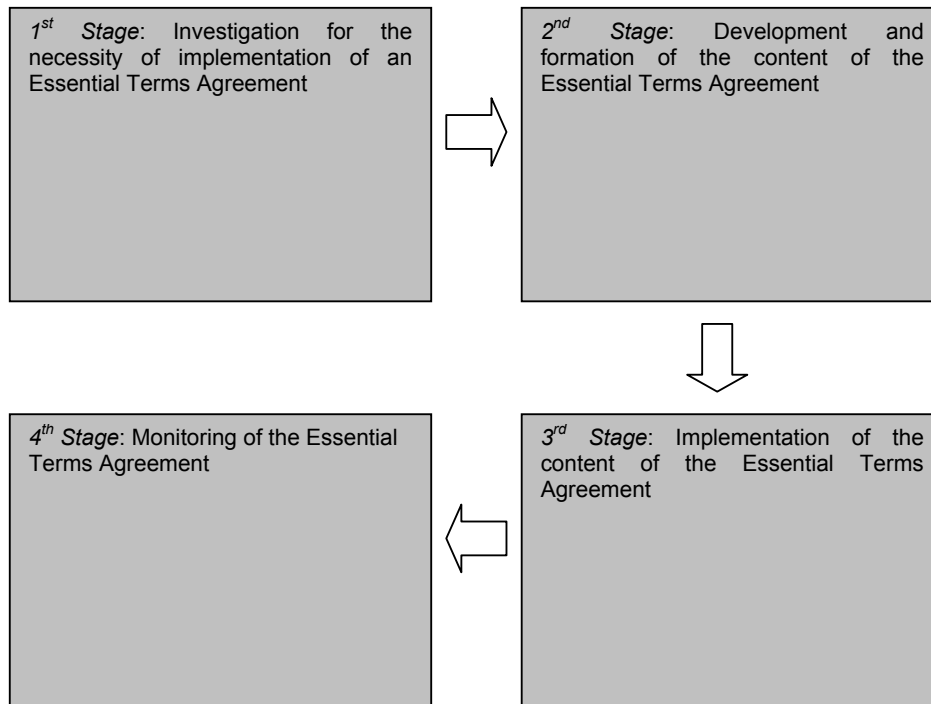 1st Stage: Investigation for the
necessity of implementation of an
Essential Terms Agreement
2nd Stage: Development and
formation of the content of the
Essential Terms Agreement
3rd Stage: Implementation of the
content of the Essential Terms
Agreement
4th Stage: Monitoring of the Essential
Terms Agreement